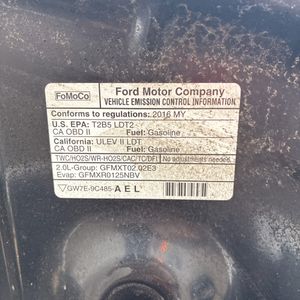 FoMoCo
Ford Motor Company
VEHICLE EMISSION CONTROL INFORMATION
Conforms to regulations: 2016 MY
U.S. EPA: T2B5 LDT2
CA OBD II Fuel: Gasoline
California: ULEV II LDT
CA OBD II Fuel: Gasoline
TWC/HO2S/WR-HO2S/CAC/TC/DFI No adjustments needed.
2.0L-Group: GFMXT02.02E3
Evap: GFMXR0125NBV
GW7E-9C485-A E L